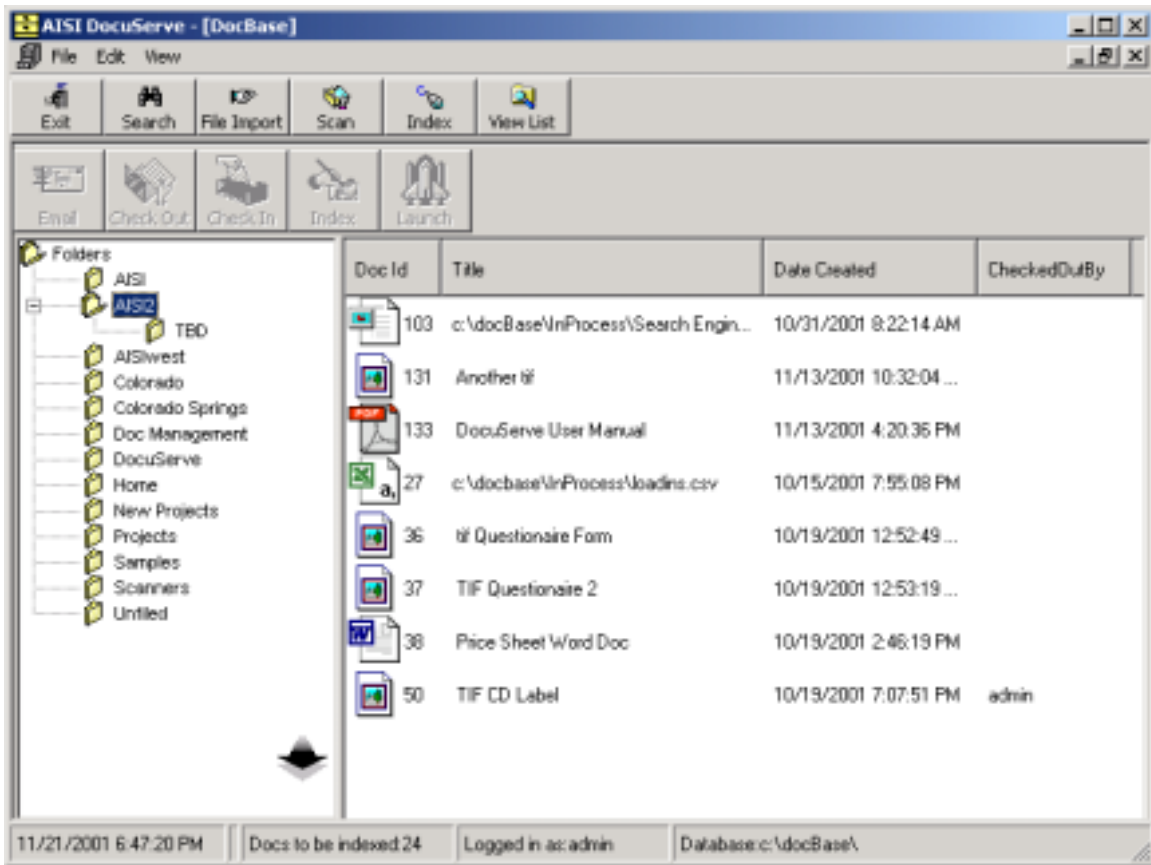 AISI DocuServe - [DocBase]
File Edit View
Exit Search File Import Scan Index View List
Email Check Out Check In Index Launch
Folders
AISI
AISI2
TBD
AISIwest
Colorado
Colorado Springs
Doc Management
DocuServe
Home
New Projects
Projects
Samples
Scanners
Unfiled
Doc Id Title Date Created CheckedOutBy
103 c:\docBase\InProcess\Search Engin... 10/31/2001 8:22:14 AM
131 Another tif 11/13/2001 10:32:04 ...
PDF
133 DocuServe User Manual 11/13/2001 4:20:36 PM
a, 27 c:\docbase\InProcess\loadins.csv 10/15/2001 7:55:08 PM
36 tif Questionaire Form 10/19/2001 12:52:49 ...
37 TIF Questionaire 2 10/19/2001 12:53:19 ...
W 38 Price Sheet Word Doc 10/19/2001 2:46:19 PM
50 TIF CD Label 10/19/2001 7:07:51 PM admin
11/21/2001 6:47:20 PM Docs to be indexed:24 Logged in as:admin Database:c:\docBase\